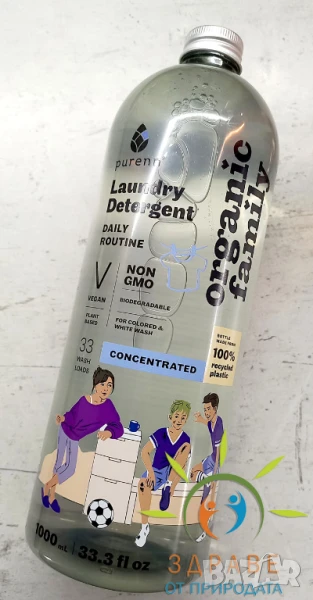 purenn
Laundry
Detergent
DAILY
ROUTINE
organic
family
V
VEGAN
PLANT
BASED
NON
GMO
BIODEGRADABLE
FOR COLORED &
WHITE WASH
33
WASH
LOADS
BOTTLE
MADE FROM
100%
recycled
plastic
CONCENTRATED
1000 mL
33.3 fl oz
ЗДРАВЕ
ОТ ПРИРОДАТА
BAZAR